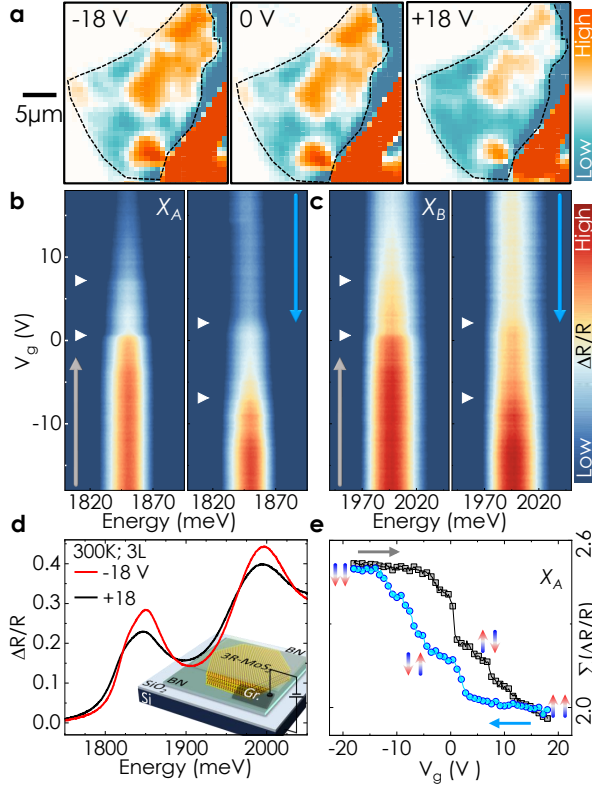 a
-18 V
0 V
+18 V
High
Low
5μm
b
X_A
c
X_B
High
ΔR/R
Low
V_g (V)
10
0
-10
1820 1870
1820 1870
1970 2020
1970 2020
Energy (meV)
Energy (meV)
d
300K; 3L
-18 V
+18
ΔR/R
0.4
0.3
0.2
0.1
0.0
1800 1900 2000
Energy (meV)
BN
3R-MoS₂
BN
SiO₂
Gr.
Si
e
X_A
2.6
2.0
Σ [ΔR/R]
-20 -10 0 10 20
V_g (V)